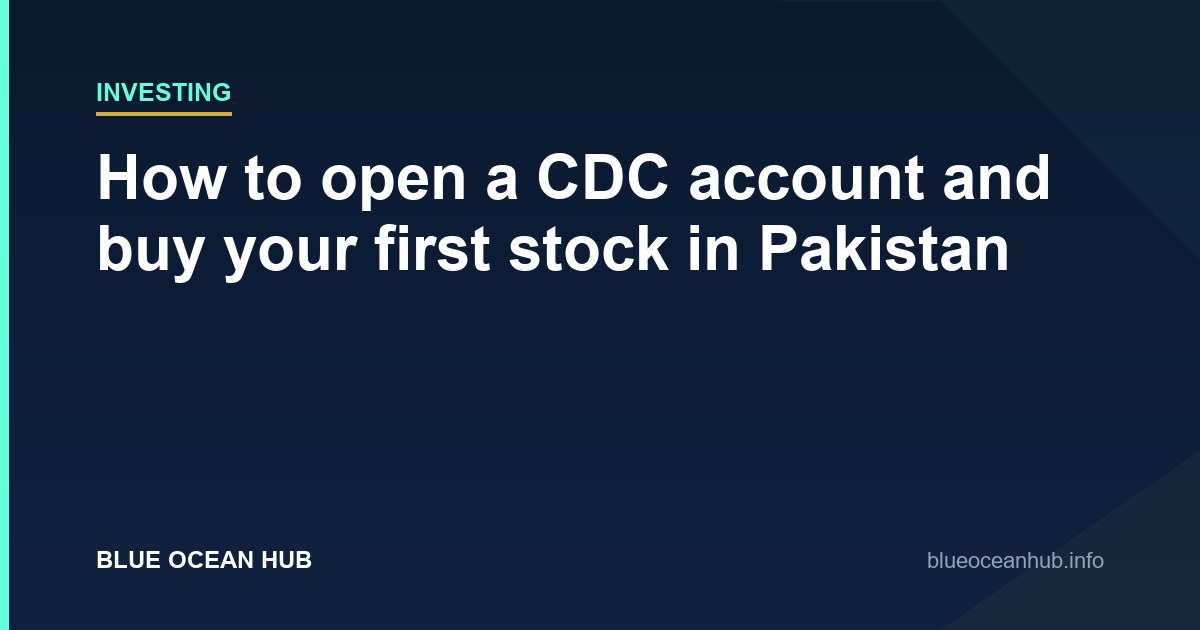 INVESTING
How to open a CDC account and
buy your first stock in Pakistan
BLUE OCEAN HUB
blueoceanhub.info